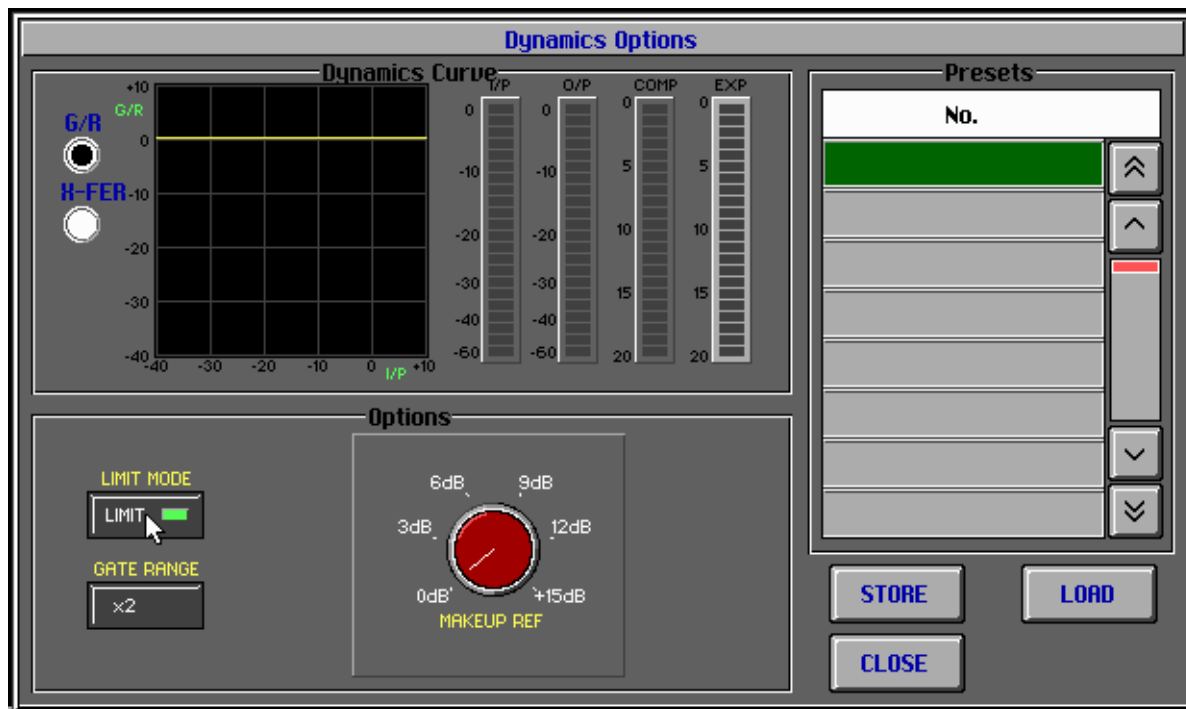 Dynamics Options
Dynamics Curve
Presets
I/P O/P COMP EXP
No.
G/R
X-FER
G/R
+10
0
-10
-20
-30
-40
-40 -30 -20 -10 0 I/P +10
0
-10
-20
-30
-40
-60
0
-10
-20
-30
-40
-60
0
5
10
15
20
0
5
10
15
20
Options
LIMIT MODE
LIMIT
GATE RANGE
x2
6dB 9dB
3dB 12dB
0dB +15dB
MAKEUP REF
STORE LOAD
CLOSE